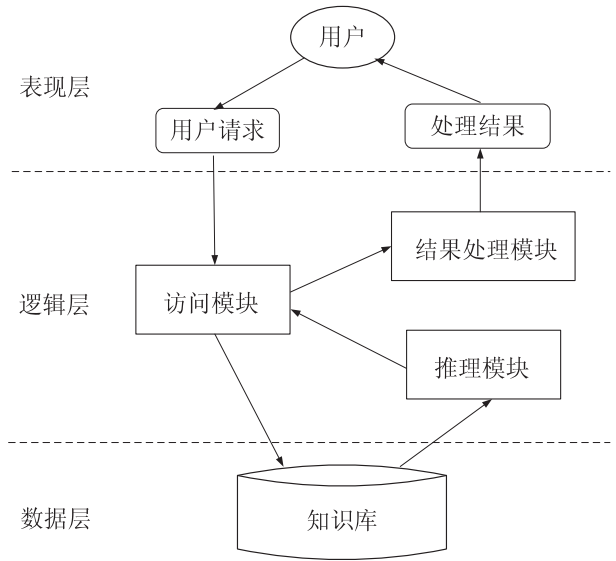 用户
表现层
用户请求
处理结果
结果处理模块
逻辑层
访问模块
推理模块
数据层
知识库